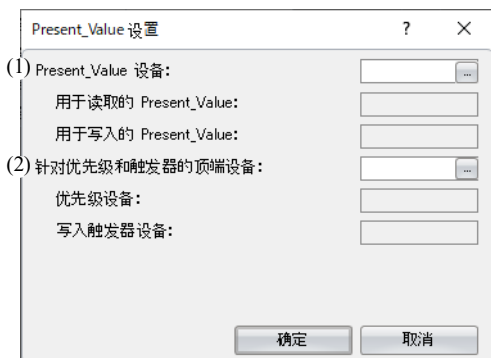 Present_Value 设置 ? ×
(1) Present_Value 设备: ...
用于读取的 Present_Value:
用于写入的 Present_Value:
(2) 针对优先级和触发器的顶端设备: ...
优先级设备:
写入触发器设备:
确定 取消